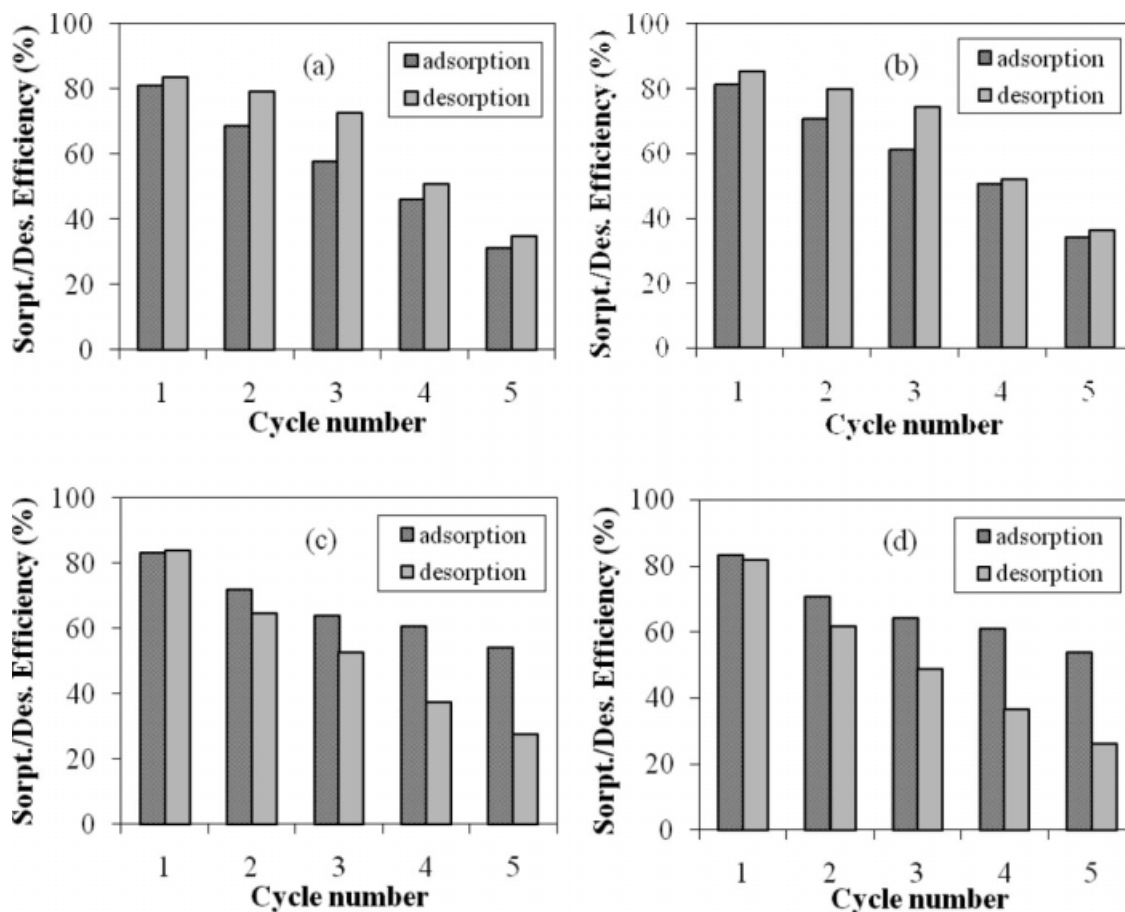 Sorpt./Des. Efficiency (%)
100
80
60
40
20
0
(a)
adsorption
desorption
1 2 3 4 5
Cycle number
Sorpt./Des. Efficiency (%)
100
80
60
40
20
0
(b)
adsorption
desorption
1 2 3 4 5
Cycle number
Sorpt./Des. Efficiency (%)
100
80
60
40
20
0
(c)
adsorption
desorption
1 2 3 4 5
Cycle number
Sorpt./Des. Efficiency (%)
100
80
60
40
20
0
(d)
adsorption
desorption
1 2 3 4 5
Cycle number